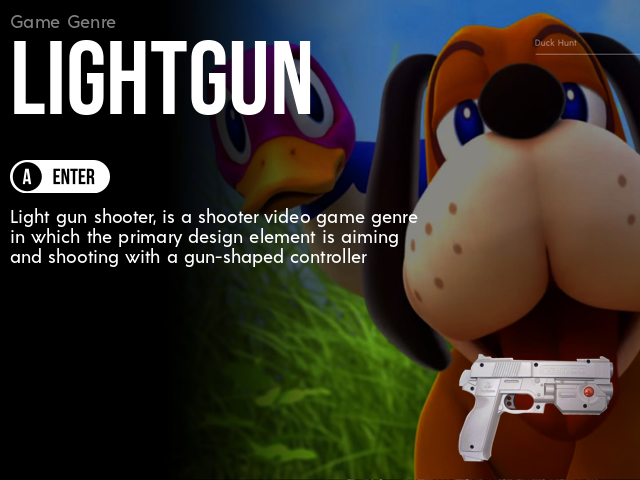 Game Genre
LIGHTGUN
Duck Hunt
A ENTER
Light gun shooter, is a shooter video game genre
in which the primary design element is aiming
and shooting with a gun-shaped controller